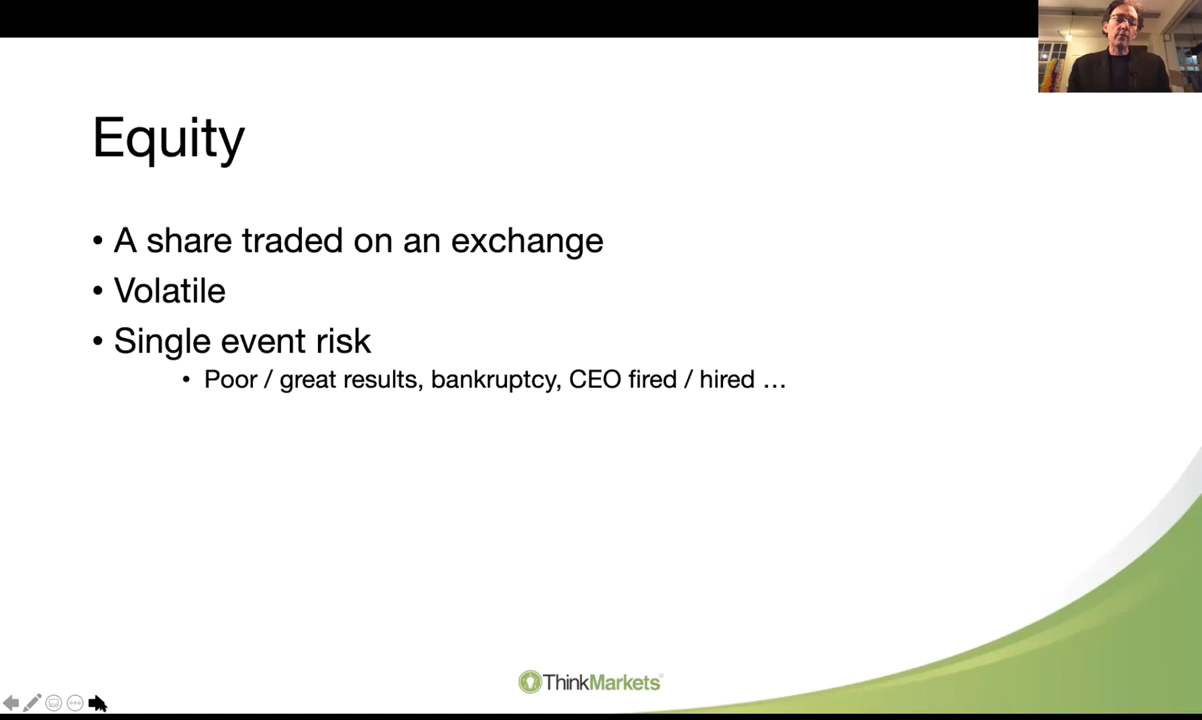 Equity
• A share traded on an exchange
• Volatile
• Single event risk
• Poor / great results, bankruptcy, CEO fired / hired …
ThinkMarkets